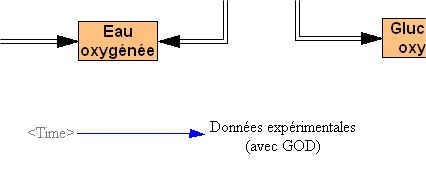 Eau
oxygénée
Gluc
oxy
<Time>
Données expérimentales
(avec GOD)